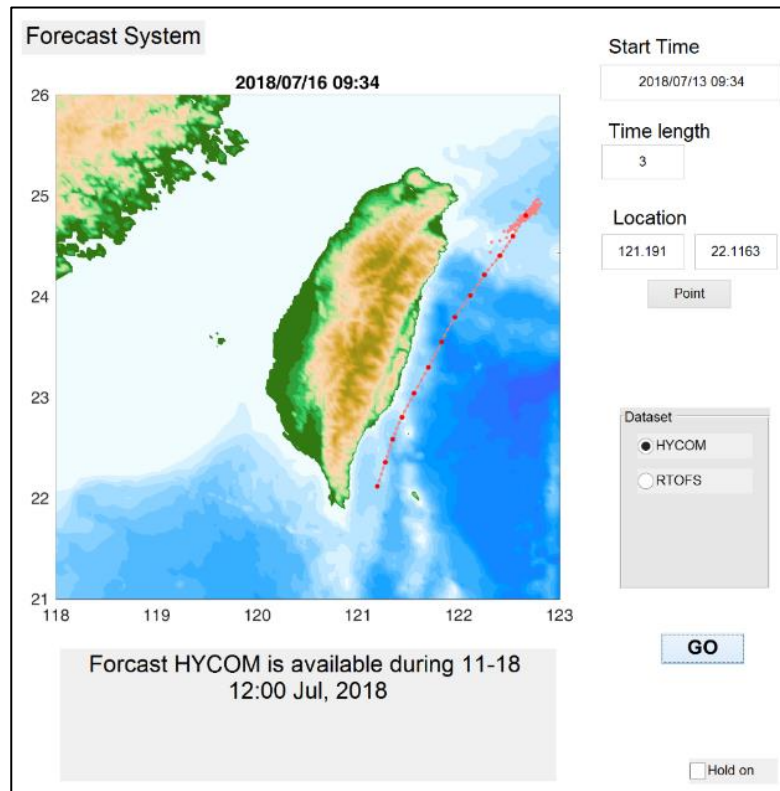 Forecast System
2018/07/16 09:34
26
25
24
23
22
21
118
119
120
121
122
123
Forcast HYCOM is available during 11-18
12:00 Jul, 2018
Start Time
2018/07/13 09:34
Time length
3
Location
121.191
22.1163
Point
Dataset
HYCOM
RTOFS
GO
Hold on